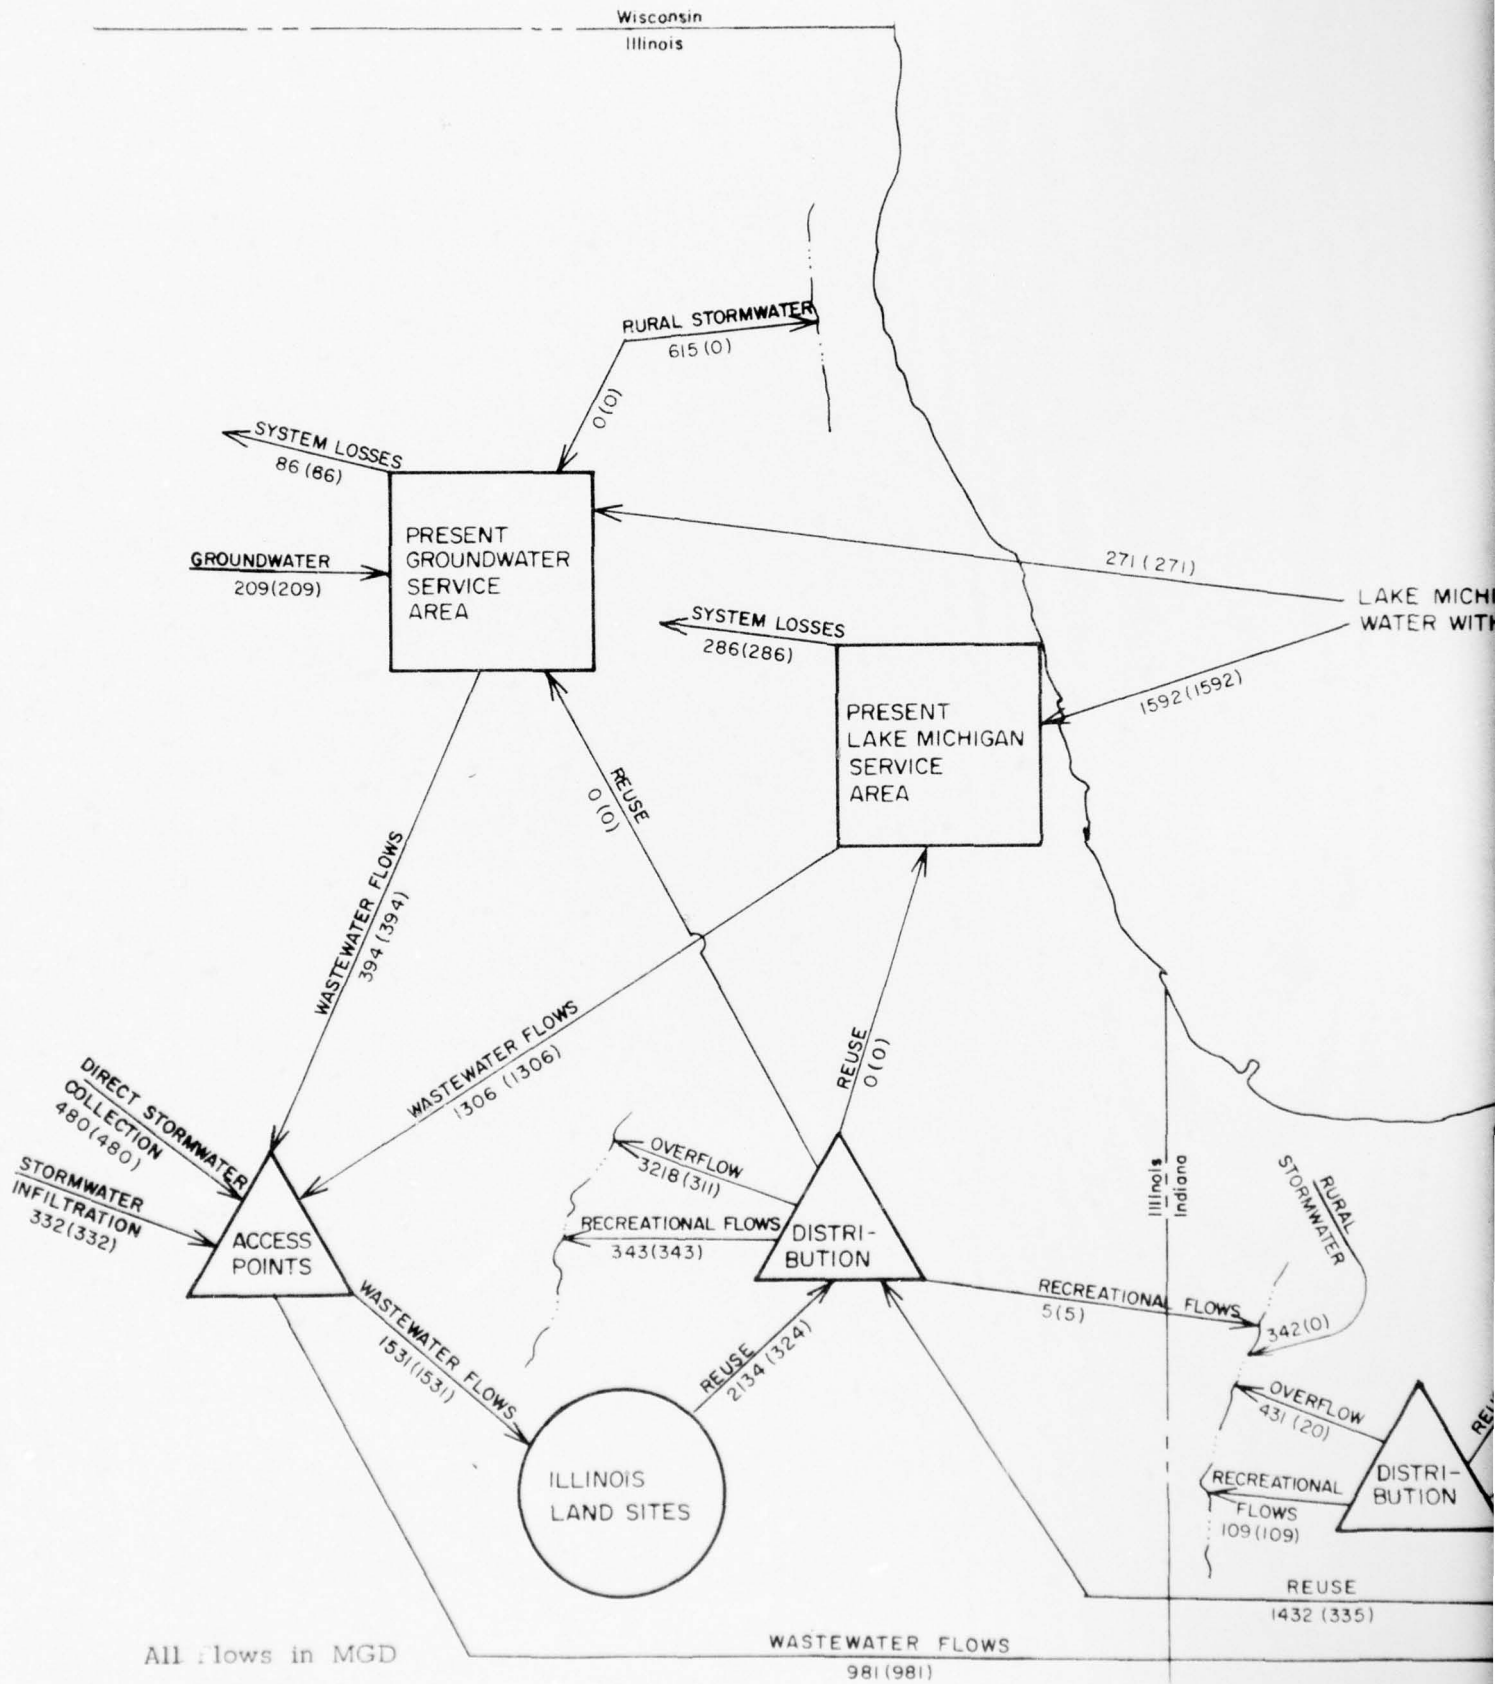 Wisconsin
Illinois
RURAL STORMWATER
615 (0)
0(0)
SYSTEM LOSSES
86 (86)
PRESENT
GROUNDWATER
SERVICE
AREA
GROUNDWATER
209(209)
271 (271)
LAKE MICHI
WATER WITH
1592 (1592)
SYSTEM LOSSES
286(286)
PRESENT
LAKE MICHIGAN
SERVICE
AREA
REUSE
0 (0)
WASTEWATER FLOWS
394 (394)
WASTEWATER FLOWS
1306 (1306)
REUSE
0(0)
DIRECT STORMWATER
COLLECTION
480(480)
STORMWATER
INFILTRATION
332(332)
ACCESS
POINTS
OVERFLOW
3218 (311)
RECREATIONAL FLOWS
343(343)
DISTRI-
BUTION
Illinois
Indiana
RURAL
STORMWATER
342(0)
RECREATIONAL FLOWS
5(5)
WASTEWATER FLOWS
1531(1531)
REUSE
2134 (324)
ILLINOIS
LAND SITES
OVERFLOW
431 (20)
RECREATIONAL
FLOWS
109(109)
DISTRI-
BUTION
REU
REUSE
1432 (335)
WASTEWATER FLOWS
981 (981)
All flows in MGD